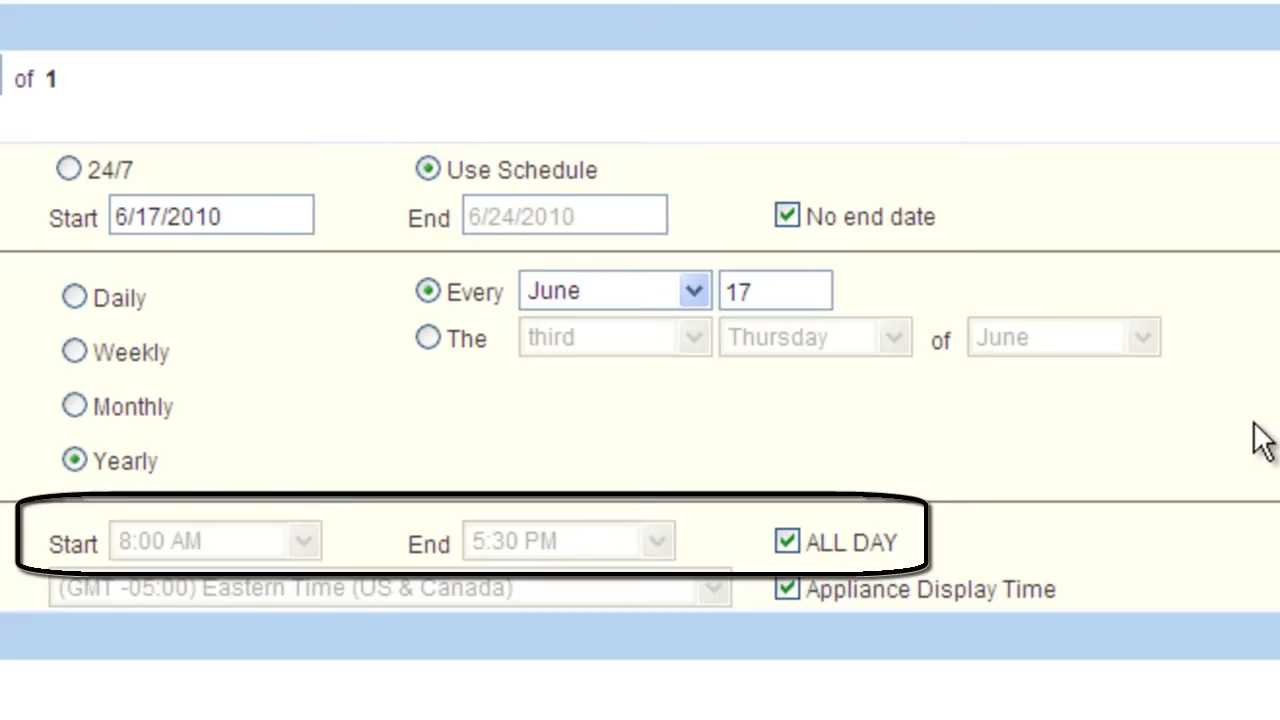 of 1
24/7 Use Schedule
Start 6/17/2010 End 6/24/2010 No end date
Daily Every June 17
The third Thursday of June
Weekly
Monthly
Yearly
Start 8:00 AM End 5:30 PM ALL DAY
(GMT -05:00) Eastern Time (US & Canada) Appliance Display Time